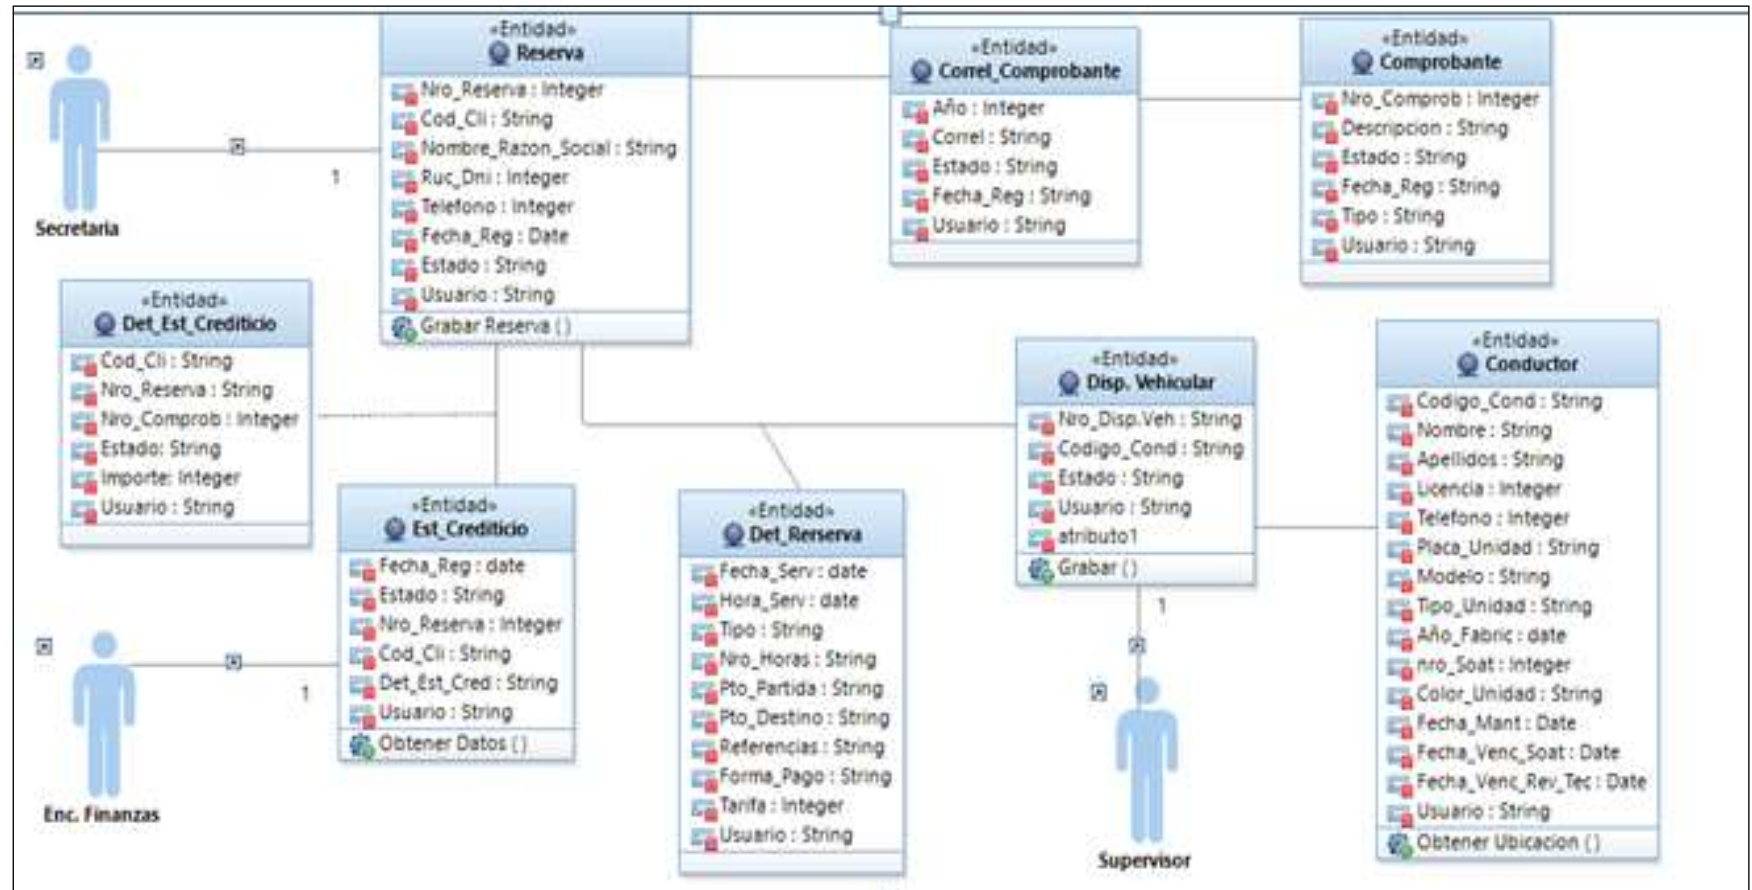 «Entidad»
Reserva
Nro_Reserva : Integer
Cod_Cli : String
Nombre_Razon_Social : String
Ruc_Dni : Integer
Telefono : Integer
Fecha_Reg : Date
Estado : String
Usuario : String
Grabar Reserva ( )
«Entidad»
Correl_Comprobante
Año : Integer
Correl : String
Estado : String
Fecha_Reg : String
Usuario : String
«Entidad»
Comprobante
Nro_Comprob : Integer
Descripcion : String
Estado : String
Fecha_Reg : String
Tipo : String
Usuario : String
1
Secretaria
«Entidad»
Det_Est_Crediticio
Cod_Cli : String
Nro_Reserva : String
Nro_Comprob : Integer
Estado: String
Importe: Integer
Usuario : String
«Entidad»
Est_Crediticio
Fecha_Reg : date
Estado : String
Nro_Reserva : Integer
Cod_Cli : String
Det_Est_Cred : String
Usuario : String
Obtener Datos ( )
1
Enc. Finanzas
«Entidad»
Det_Rerserva
Fecha_Serv : date
Hora_Serv : date
Tipo : String
Nro_Horas : String
Pto_Partida : String
Pto_Destino : String
Referencias : String
Forma_Pago : String
Tarifa : Integer
Usuario : String
«Entidad»
Disp. Vehicular
Nro_Disp.Veh : String
Codigo_Cond : String
Estado : String
Usuario : String
atributo1
Grabar ( )
1
Supervisor
«Entidad»
Conductor
Codigo_Cond : String
Nombre : String
Apellidos : String
Licencia : Integer
Telefono : Integer
Placa_Unidad : String
Modelo : String
Tipo_Unidad : String
Año_Fabric : date
nro_Soat : Integer
Color_Unidad : String
Fecha_Mant : Date
Fecha_Venc_Soat : Date
Fecha_Venc_Rev_Tec : Date
Usuario : String
Obtener Ubicacion ( )